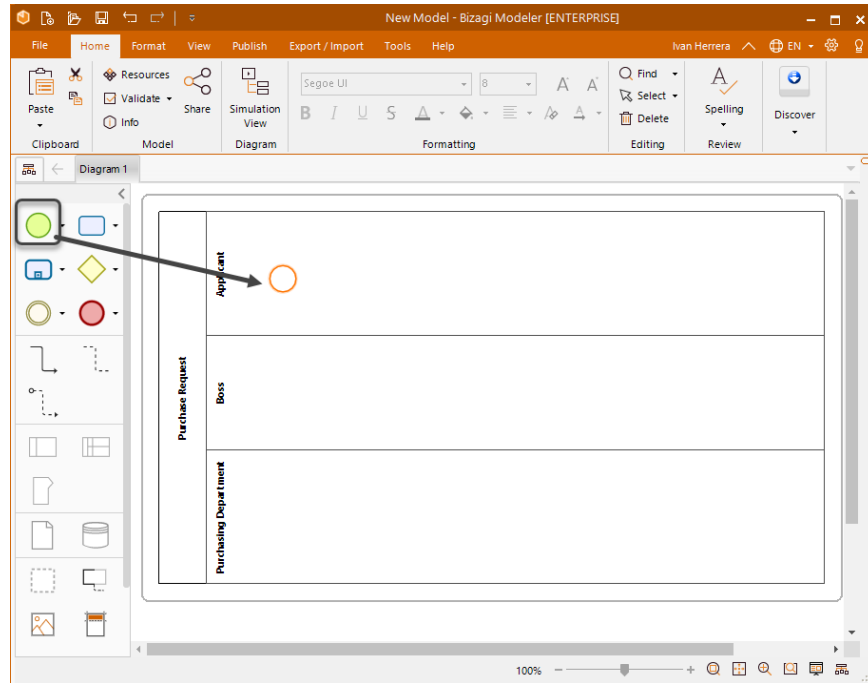 New Model - Bizagi Modeler [ENTERPRISE]
File Home Format View Publish Export / Import Tools Help Ivan Herrera EN
Paste
Resources
Validate
Info
Share
Simulation
View
Segoe UI 8 A A
B I U S A A
Find
Select
Delete
Spelling
Discover
Clipboard Model Diagram Formatting Editing Review
Diagram 1
Purchase Request
Applicant
Boss
Purchasing Department
100%